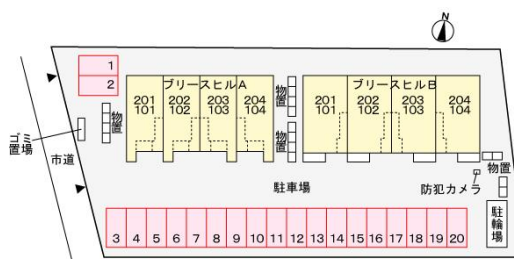 N
1
2
ブリーズヒルA
201 202 203 204
101 102 103 104
ブリーズヒルB
201 202 203 204
101 102 103 104
物置
物置
物置
ゴミ置場
市道
駐車場
防犯カメラ
物置
駐輪場
3 4 5 6 7 8 9 10 11 12 13 14 15 16 17 18 19 20